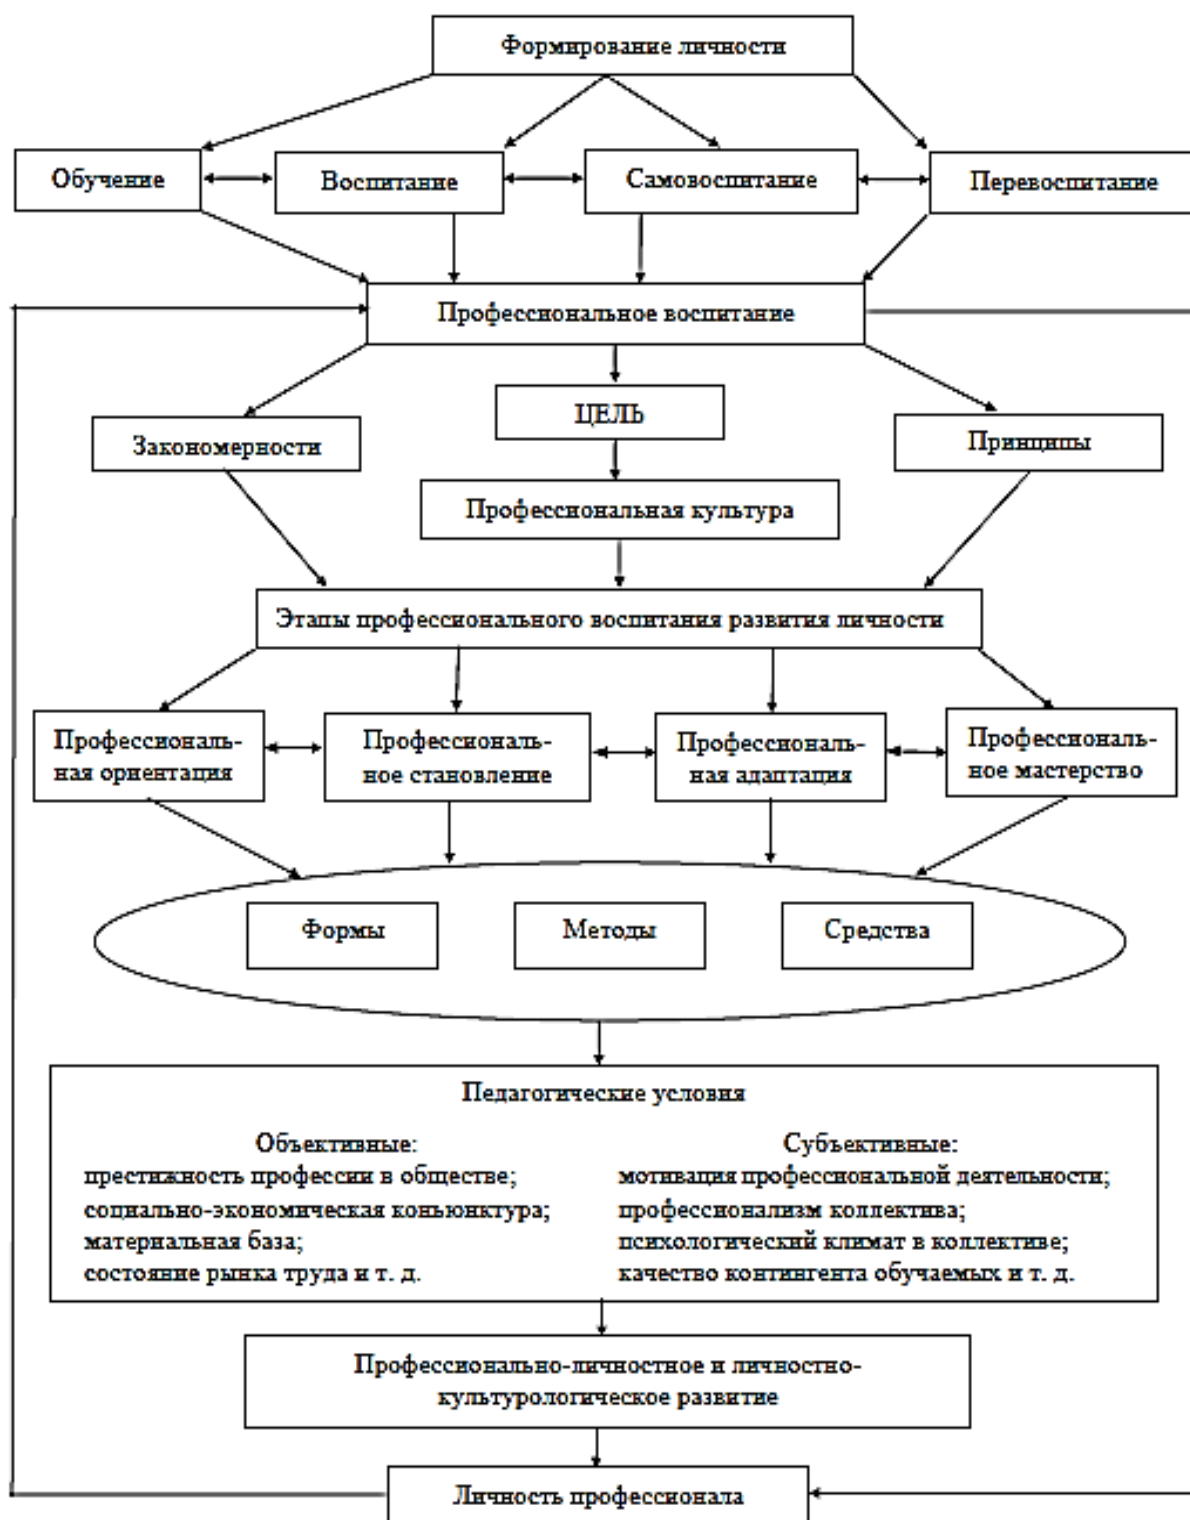 Формирование личности
Обучение
Воспитание
Самовоспитание
Перевоспитание
Профессиональное воспитание
Закономерности
ЦЕЛЬ
Принципы
Профессиональная культура
Этапы профессионального воспитания развития личности
Профессиональ-
ная ориентация
Профессиональ-
ное становление
Профессиональ-
ная адаптация
Профессиональ-
ное мастерство
Формы
Методы
Средства
Педагогические условия
Объективные:
престижность профессии в обществе;
социально-экономическая коньюнктура;
материальная база;
состояние рынка труда и т. д.
Субъективные:
мотивация профессиональной деятельности;
профессионализм коллектива;
психологический климат в коллективе;
качество контингента обучаемых и т. д.
Профессионально-личностное и личностно-
культурологическое развитие
Личность профессионала